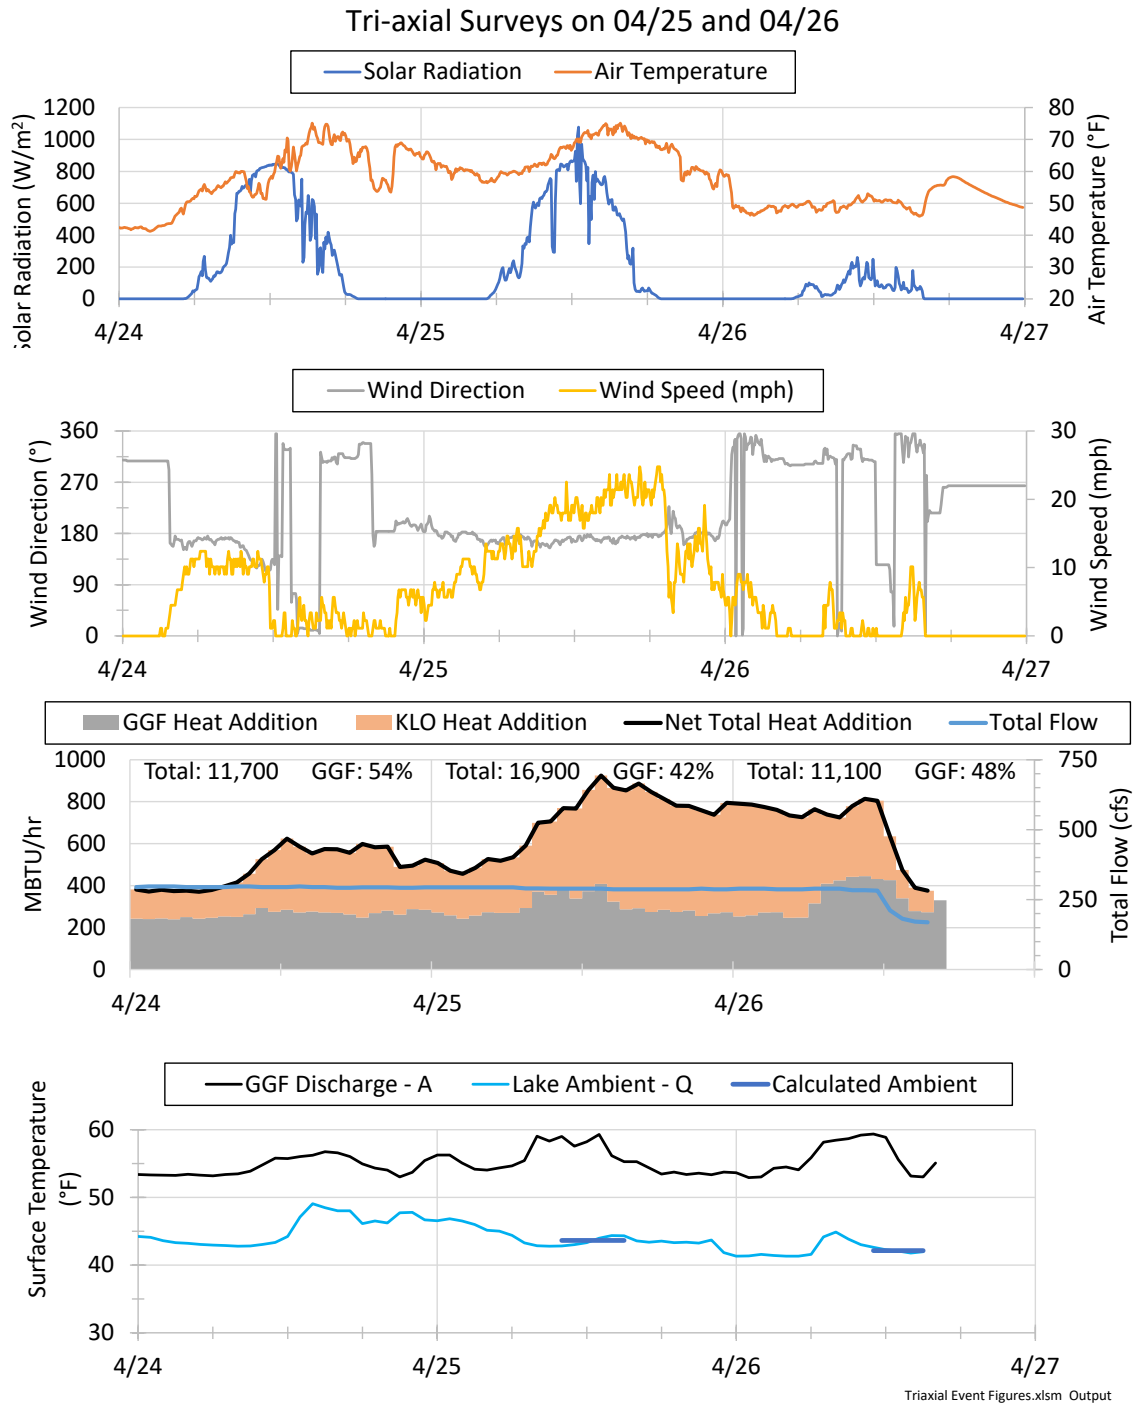 Tri-axial Surveys on 04/25 and 04/26
Solar Radiation Air Temperature
Solar Radiation (W/m²)
1200
1000
800
600
400
200
0
80
70
60
50
40
30
20
Air Temperature (°F)
4/24 4/25 4/26 4/27
Wind Direction Wind Speed (mph)
Wind Direction (°)
360
270
180
90
0
30
20
10
0
Wind Speed (mph)
4/24 4/25 4/26 4/27
GGF Heat Addition KLO Heat Addition Net Total Heat Addition Total Flow
MBTU/hr
1000
800
600
400
200
0
Total: 11,700 GGF: 54% Total: 16,900 GGF: 42% Total: 11,100 GGF: 48%
750
500
250
0
Total Flow (cfs)
4/24 4/25 4/26
GGF Discharge - A Lake Ambient - Q Calculated Ambient
Surface Temperature
(°F)
60
50
40
30
4/24 4/25 4/26 4/27
Triaxial Event Figures.xlsm Output